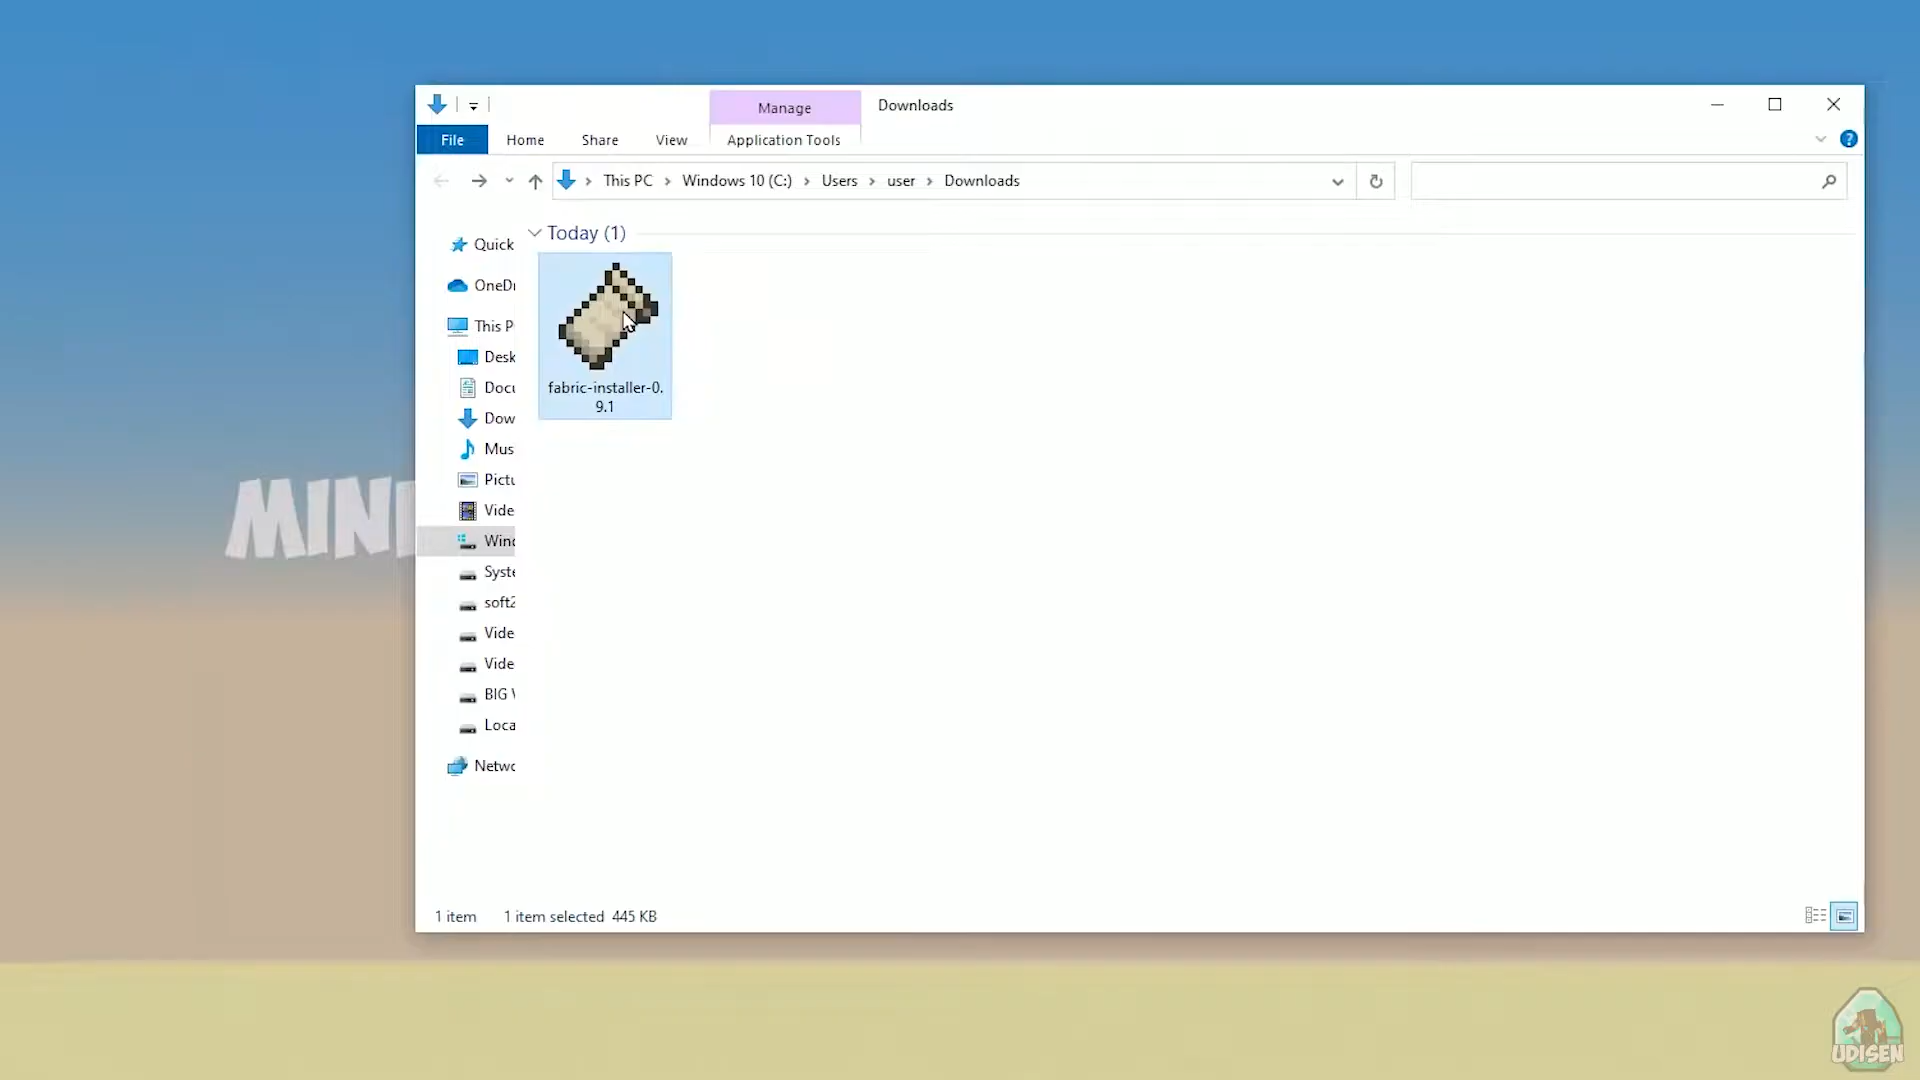 Manage
Downloads
File
Home
Share
View
Application Tools
This PC
Windows 10 (C:)
Users
user
Downloads
Today (1)
Quick
OneDr
This P
Desk
Docu
Dow
Mus
Pictu
Vide
Wind
Syste
soft2
Vide
Vide
BIG V
Loca
Netwo
fabric-installer-0.
9.1
MIN
1 item
1 item selected 445 KB
UDISEN